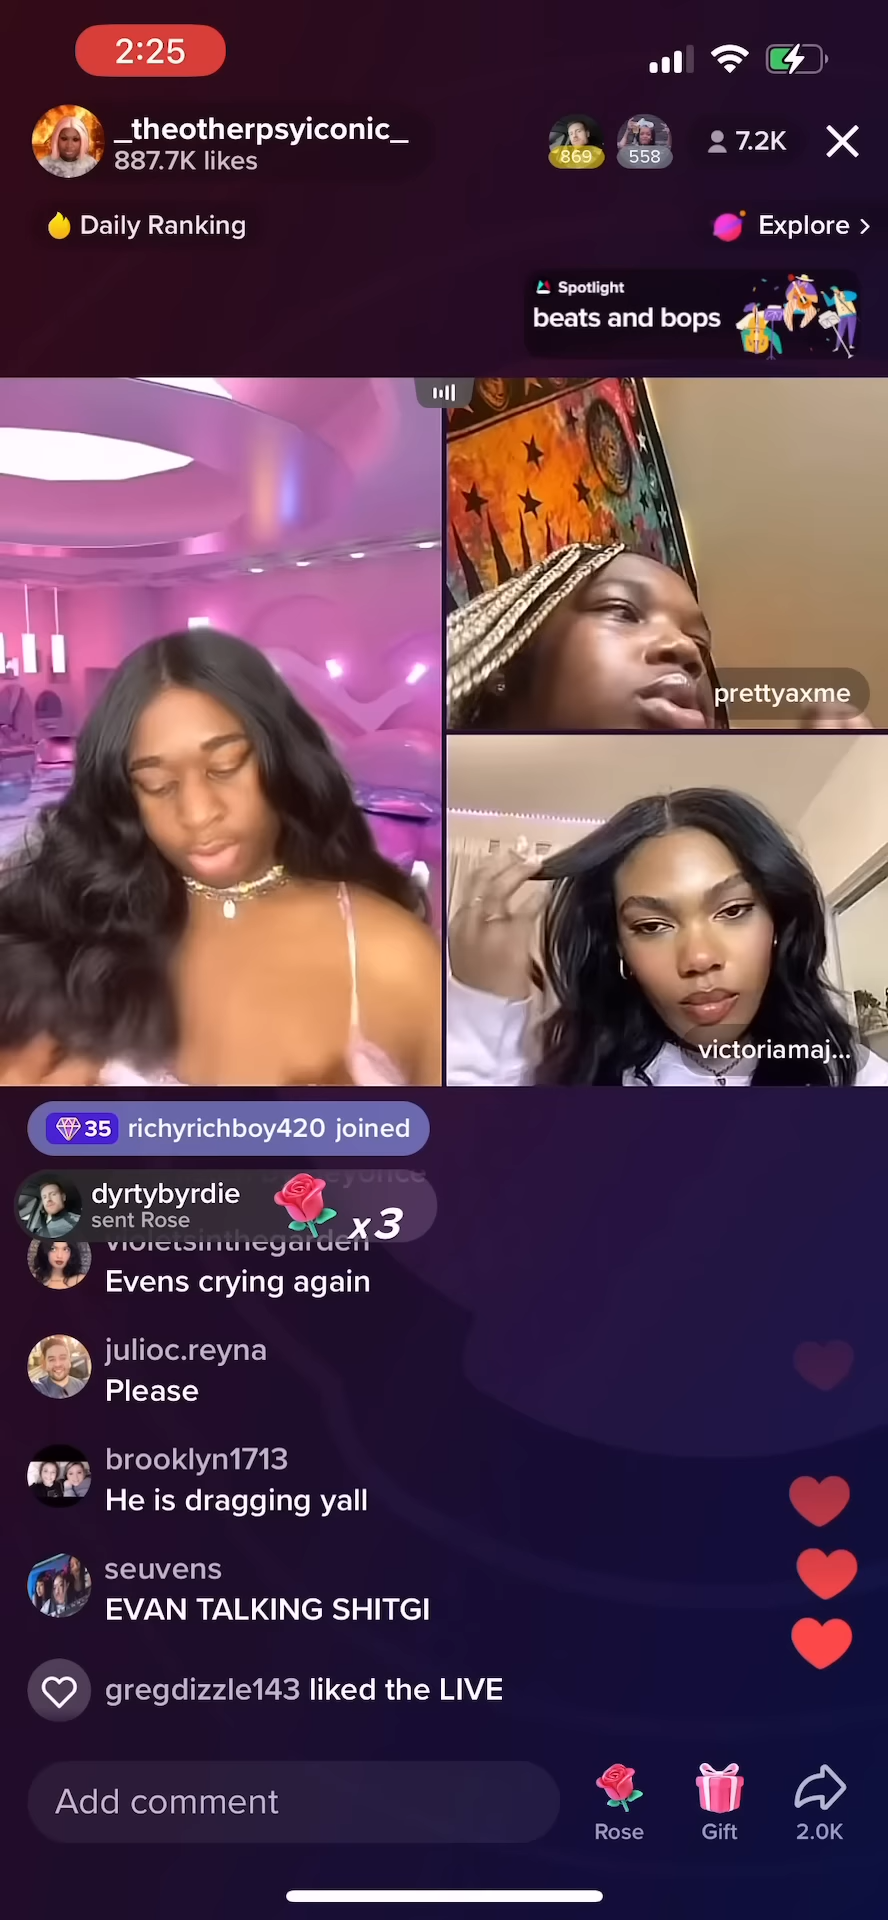 2:25
_theotherpsyiconic_
887.7K likes
869
558
7.2K
Daily Ranking
Explore >
Spotlight
beats and bops
prettyaxme
victoriamaj...
35 richyrichboy420 joined
dyrtybyrdie
sent Rose
x3
violetsinthegarden
Evens crying again
julioc.reyna
Please
brooklyn1713
He is dragging yall
seuvens
EVAN TALKING SHITGI
gregdizzle143 liked the LIVE
Add comment
Rose
Gift
2.0K